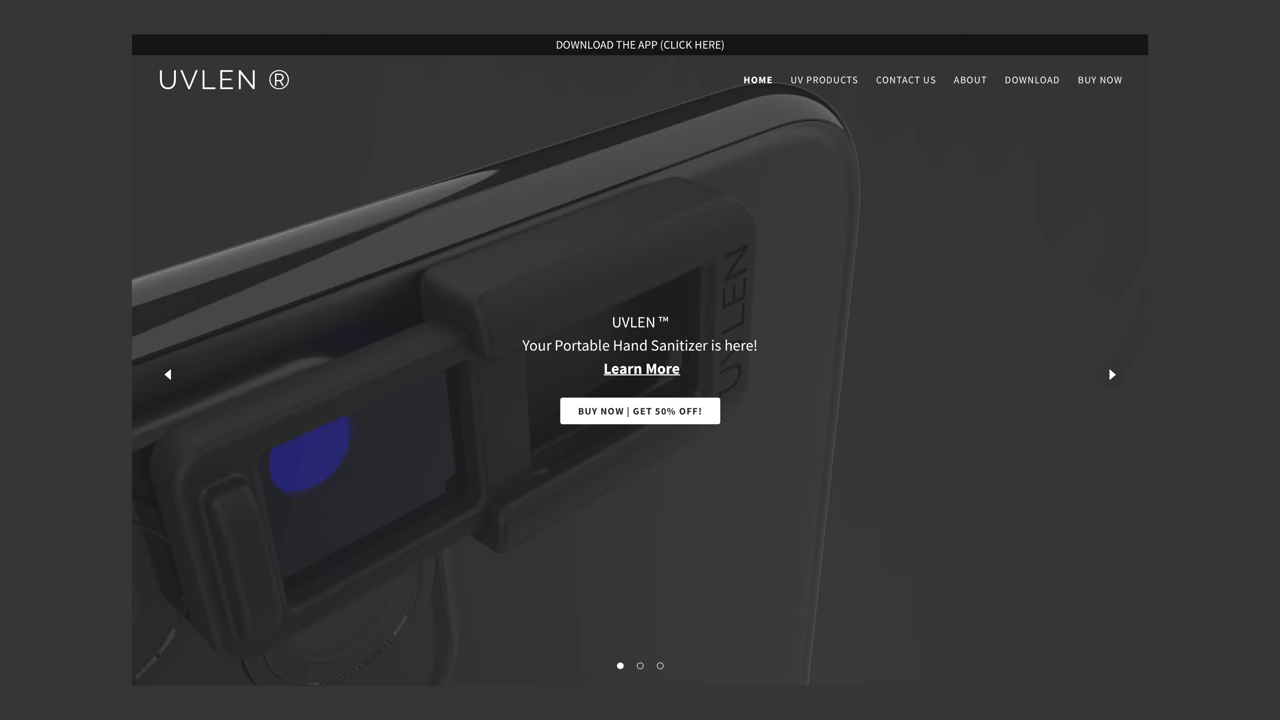 DOWNLOAD THE APP (CLICK HERE)
UVLEN ®
HOME UV PRODUCTS CONTACT US ABOUT DOWNLOAD BUY NOW
UVLEN ™
Your Portable Hand Sanitizer is here!
Learn More
BUY NOW | GET 50% OFF!
UVLEN